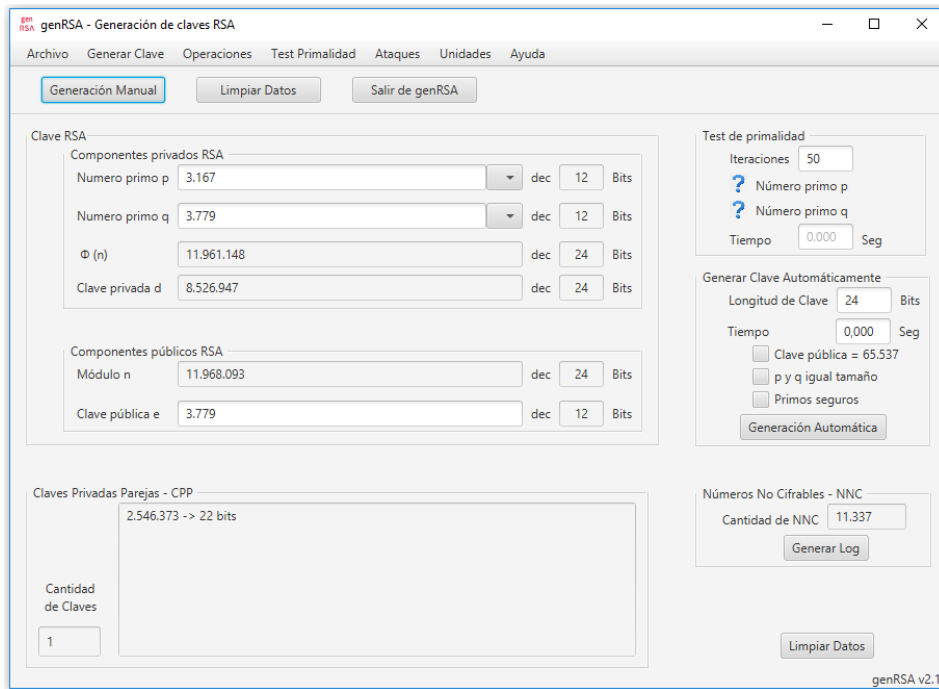 gen RSA genRSA - Generación de claves RSA
Archivo Generar Clave Operaciones Test Primalidad Ataques Unidades Ayuda
Generación Manual Limpiar Datos Salir de genRSA
Clave RSA
Componentes privados RSA
Numero primo p 3.167 dec 12 Bits
Numero primo q 3.779 dec 12 Bits
Φ (n) 11.961.148 dec 24 Bits
Clave privada d 8.526.947 dec 24 Bits
Componentes públicos RSA
Módulo n 11.968.093 dec 24 Bits
Clave pública e 3.779 dec 12 Bits
Test de primalidad
Iteraciones 50
? Número primo p
? Número primo q
Tiempo 0.000 Seg
Generar Clave Automáticamente
Longitud de Clave 24 Bits
Tiempo 0,000 Seg
Clave pública = 65.537
p y q igual tamaño
Primos seguros
Generación Automática
Claves Privadas Parejas - CPP
2.546.373 -> 22 bits
Cantidad
de Claves
1
Números No Cifrables - NNC
Cantidad de NNC 11.337
Generar Log
Limpiar Datos
genRSA v2.1